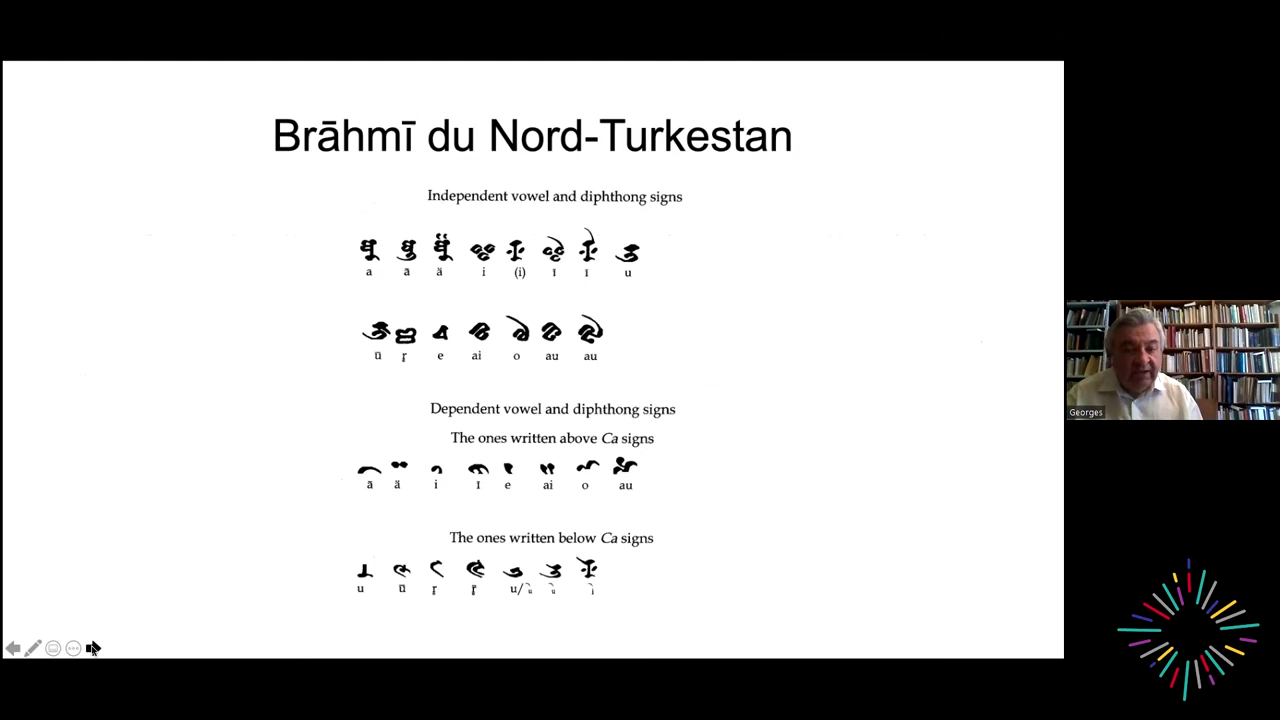 Brāhmī du Nord-Turkestan
Independent vowel and diphthong signs
a ā ä i (i) ī ī u
ū ṛ e ai o au au
Dependent vowel and diphthong signs
The ones written above Ca signs
ā ä i ī e ai o au
The ones written below Ca signs
u ū ṛ ṝ
Georges